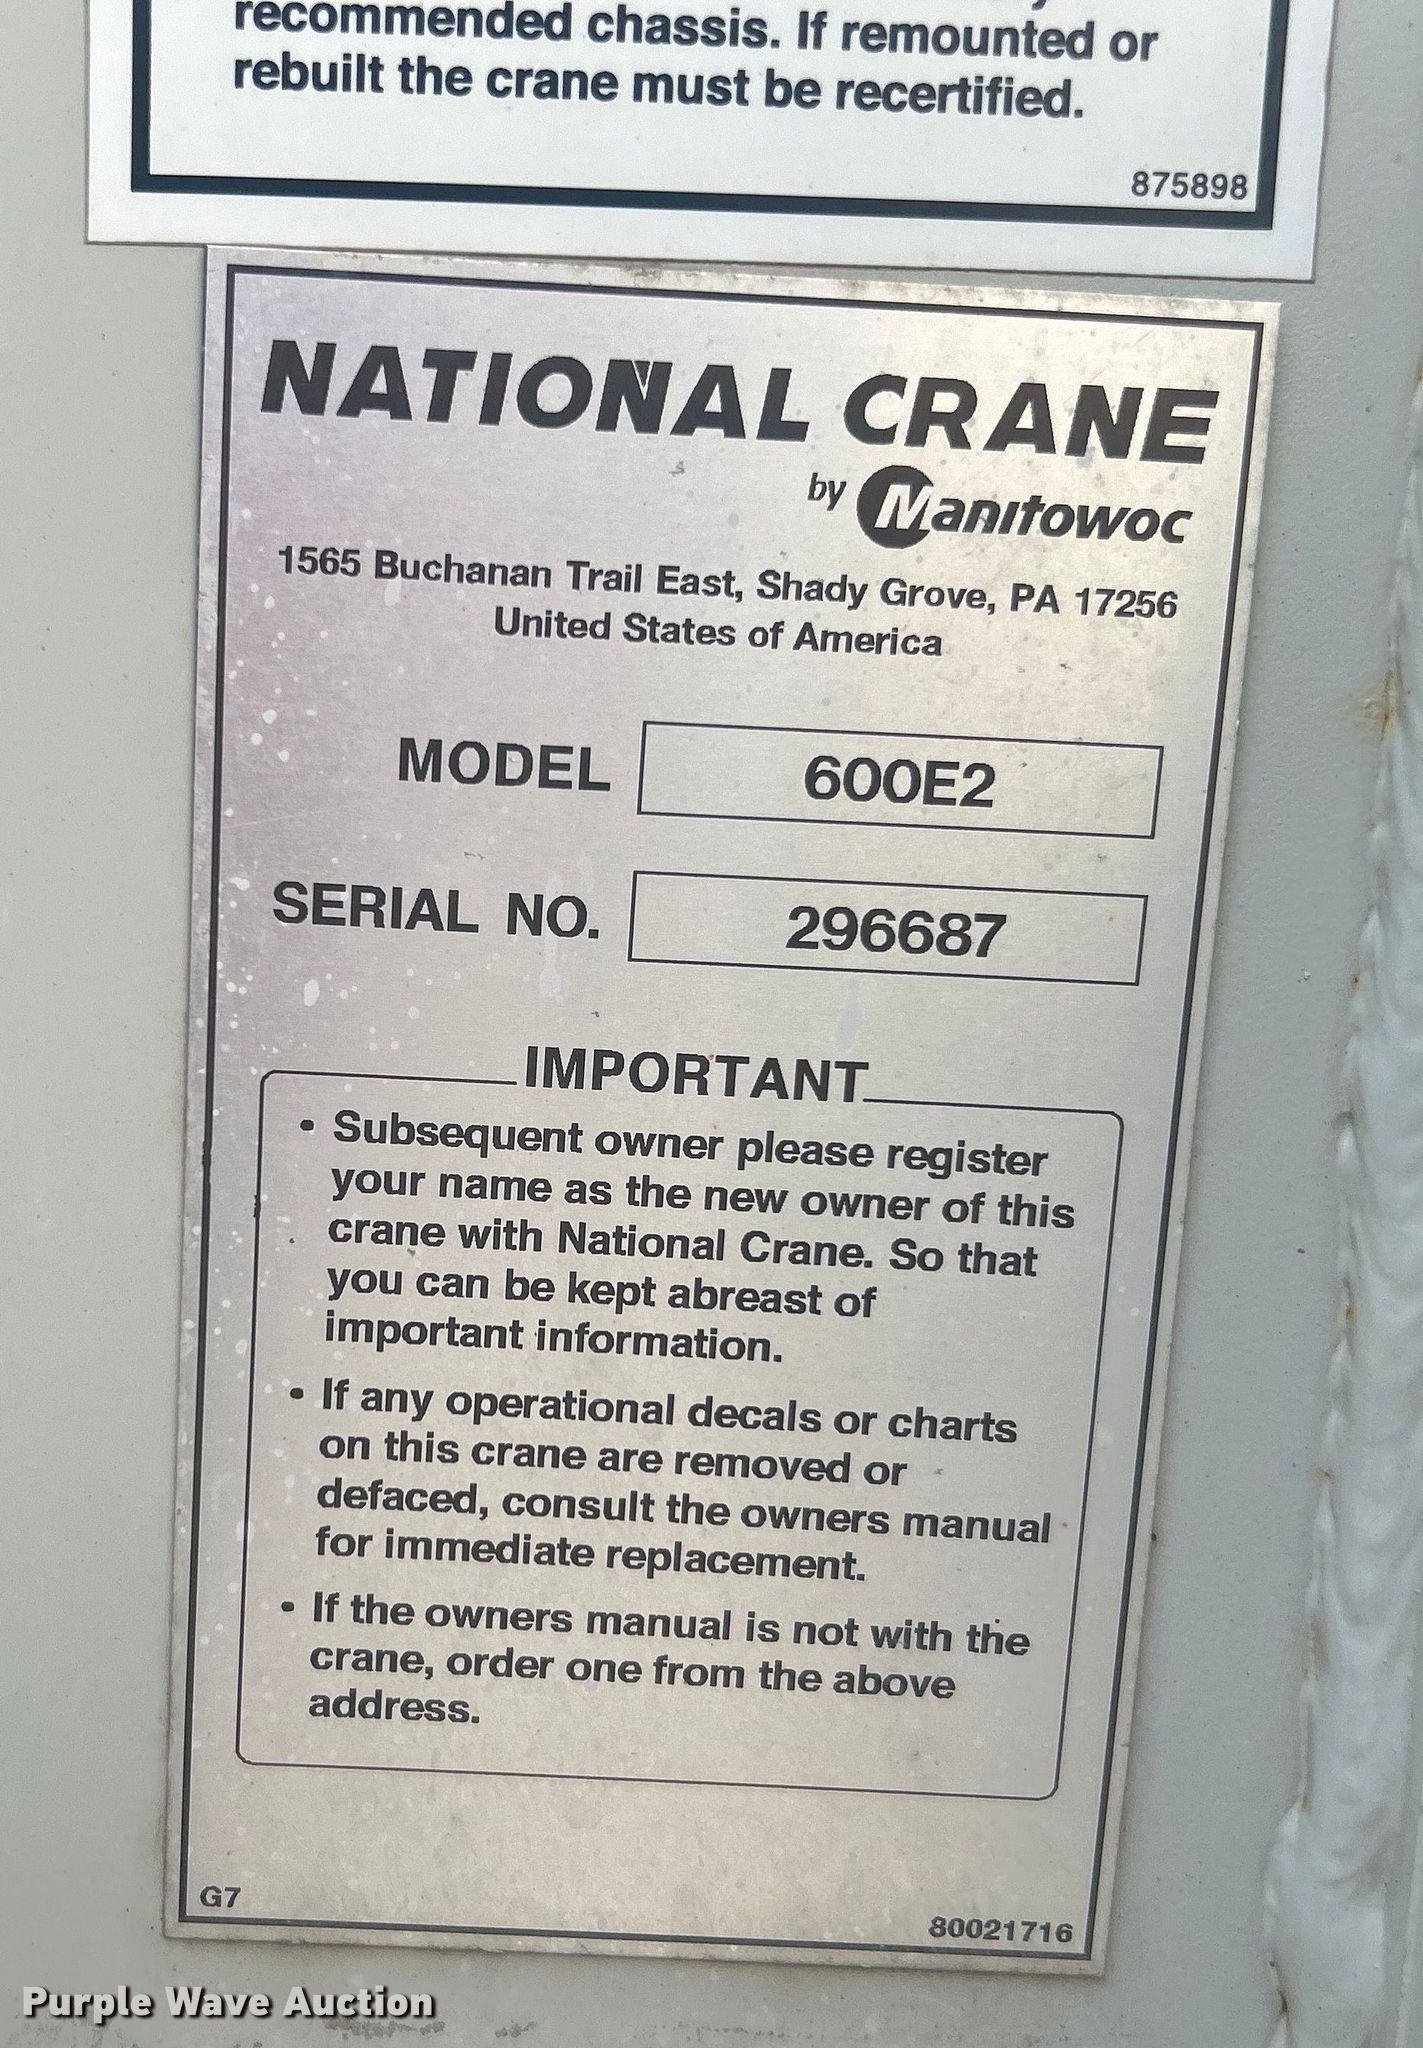 recommended chassis. If remounted or
rebuilt the crane must be recertified.
875898
NATIONAL CRANE
by Manitowoc
1565 Buchanan Trail East, Shady Grove, PA 17256
United States of America
MODEL 600E2
SERIAL NO. 296687
IMPORTANT
• Subsequent owner please register
your name as the new owner of this
crane with National Crane. So that
you can be kept abreast of
important information.
• If any operational decals or charts
on this crane are removed or
defaced, consult the owners manual
for immediate replacement.
• If the owners manual is not with the
crane, order one from the above
address.
G7
80021716
Purple Wave Auction